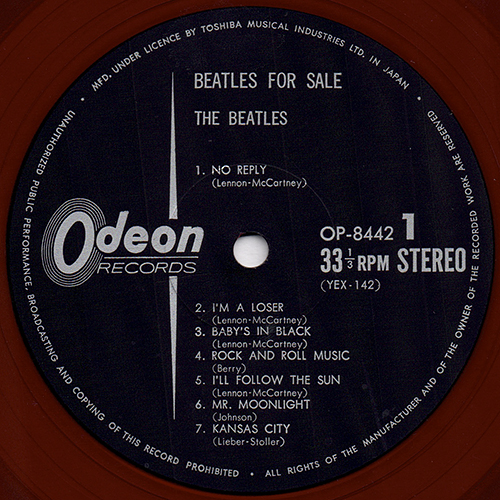 • MFD. UNDER LICENCE BY TOSHIBA MUSICAL INDUSTRIES LTD. IN JAPAN •
BEATLES FOR SALE
THE BEATLES
1. NO REPLY
(Lennon-McCartney)
Odeon
RECORDS
OP-8442 1
33⅓ RPM STEREO
(YEX-142)
2. I'M A LOSER
(Lennon-McCartney)
3. BABY'S IN BLACK
(Lennon-McCartney)
4. ROCK AND ROLL MUSIC
(Berry)
5. I'LL FOLLOW THE SUN
(Lennon-McCartney)
6. MR. MOONLIGHT
(Johnson)
7. KANSAS CITY
(Lieber-Stoller)
UNAUTHORIZED PUBLIC PERFORMANCE, BROADCASTING AND COPYING OF THIS RECORD PROHIBITED • ALL RIGHTS OF THE MANUFACTURER AND OF THE OWNER OF THE RECORDED WORK ARE RESERVED